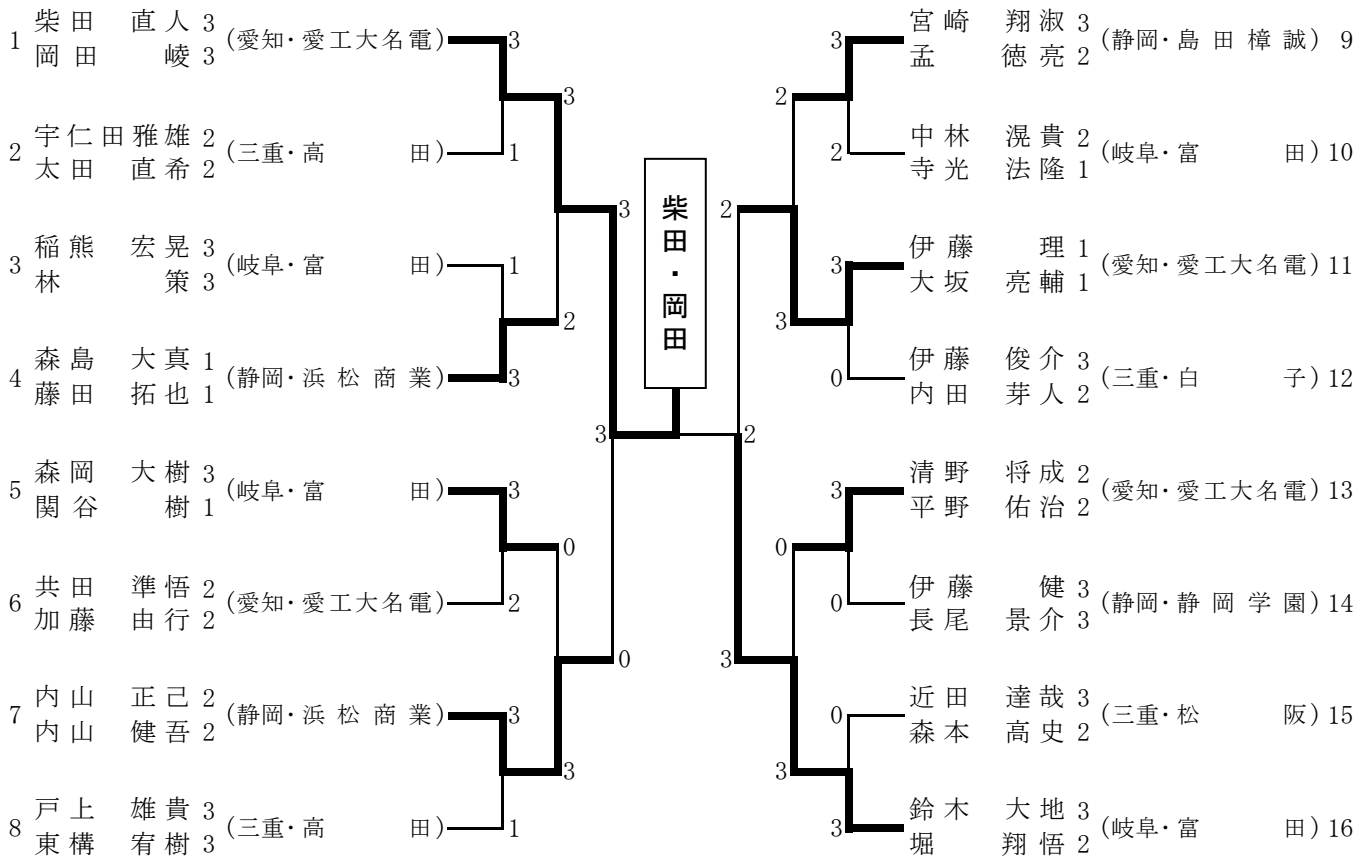 1 柴田 直人 3 (愛知・愛工大名電) 3
岡田 崚 3
3
2 宇仁田雅雄 2 (三重・高 田) 1
太田 直希 2
3
3 稲熊 宏晃 3 (岐阜・富 田) 1
林 策 3
2
4 森島 大真 1 (静岡・浜松商業) 3
藤田 拓也 1
3
5 森岡 大樹 3 (岐阜・富 田) 3
関谷 樹 1
0
6 共田 準悟 2 (愛知・愛工大名電) 2
加藤 由行 2
0
7 内山 正己 2 (静岡・浜松商業) 3
内山 健吾 2
3
8 戸上 雄貴 3 (三重・高 田) 1
東構 宥樹 3
柴田・岡田
3 宮崎 翔淑 3 (静岡・島田樟誠) 9
孟 徳亮 2
2
2 中林 滉貴 2 (岐阜・富 田) 10
寺光 法隆 1
2
3 伊藤 理 1 (愛知・愛工大名電) 11
大坂 亮輔 1
3
0 伊藤 俊介 3 (三重・白 子) 12
内田 芽人 2
2
3 清野 将成 2 (愛知・愛工大名電) 13
平野 佑治 2
0
0 伊藤 健 3 (静岡・静岡学園) 14
長尾 景介 3
3
0 近田 達哉 3 (三重・松 阪) 15
森本 高史 2
3
3 鈴木 大地 3 (岐阜・富 田) 16
堀 翔悟 2